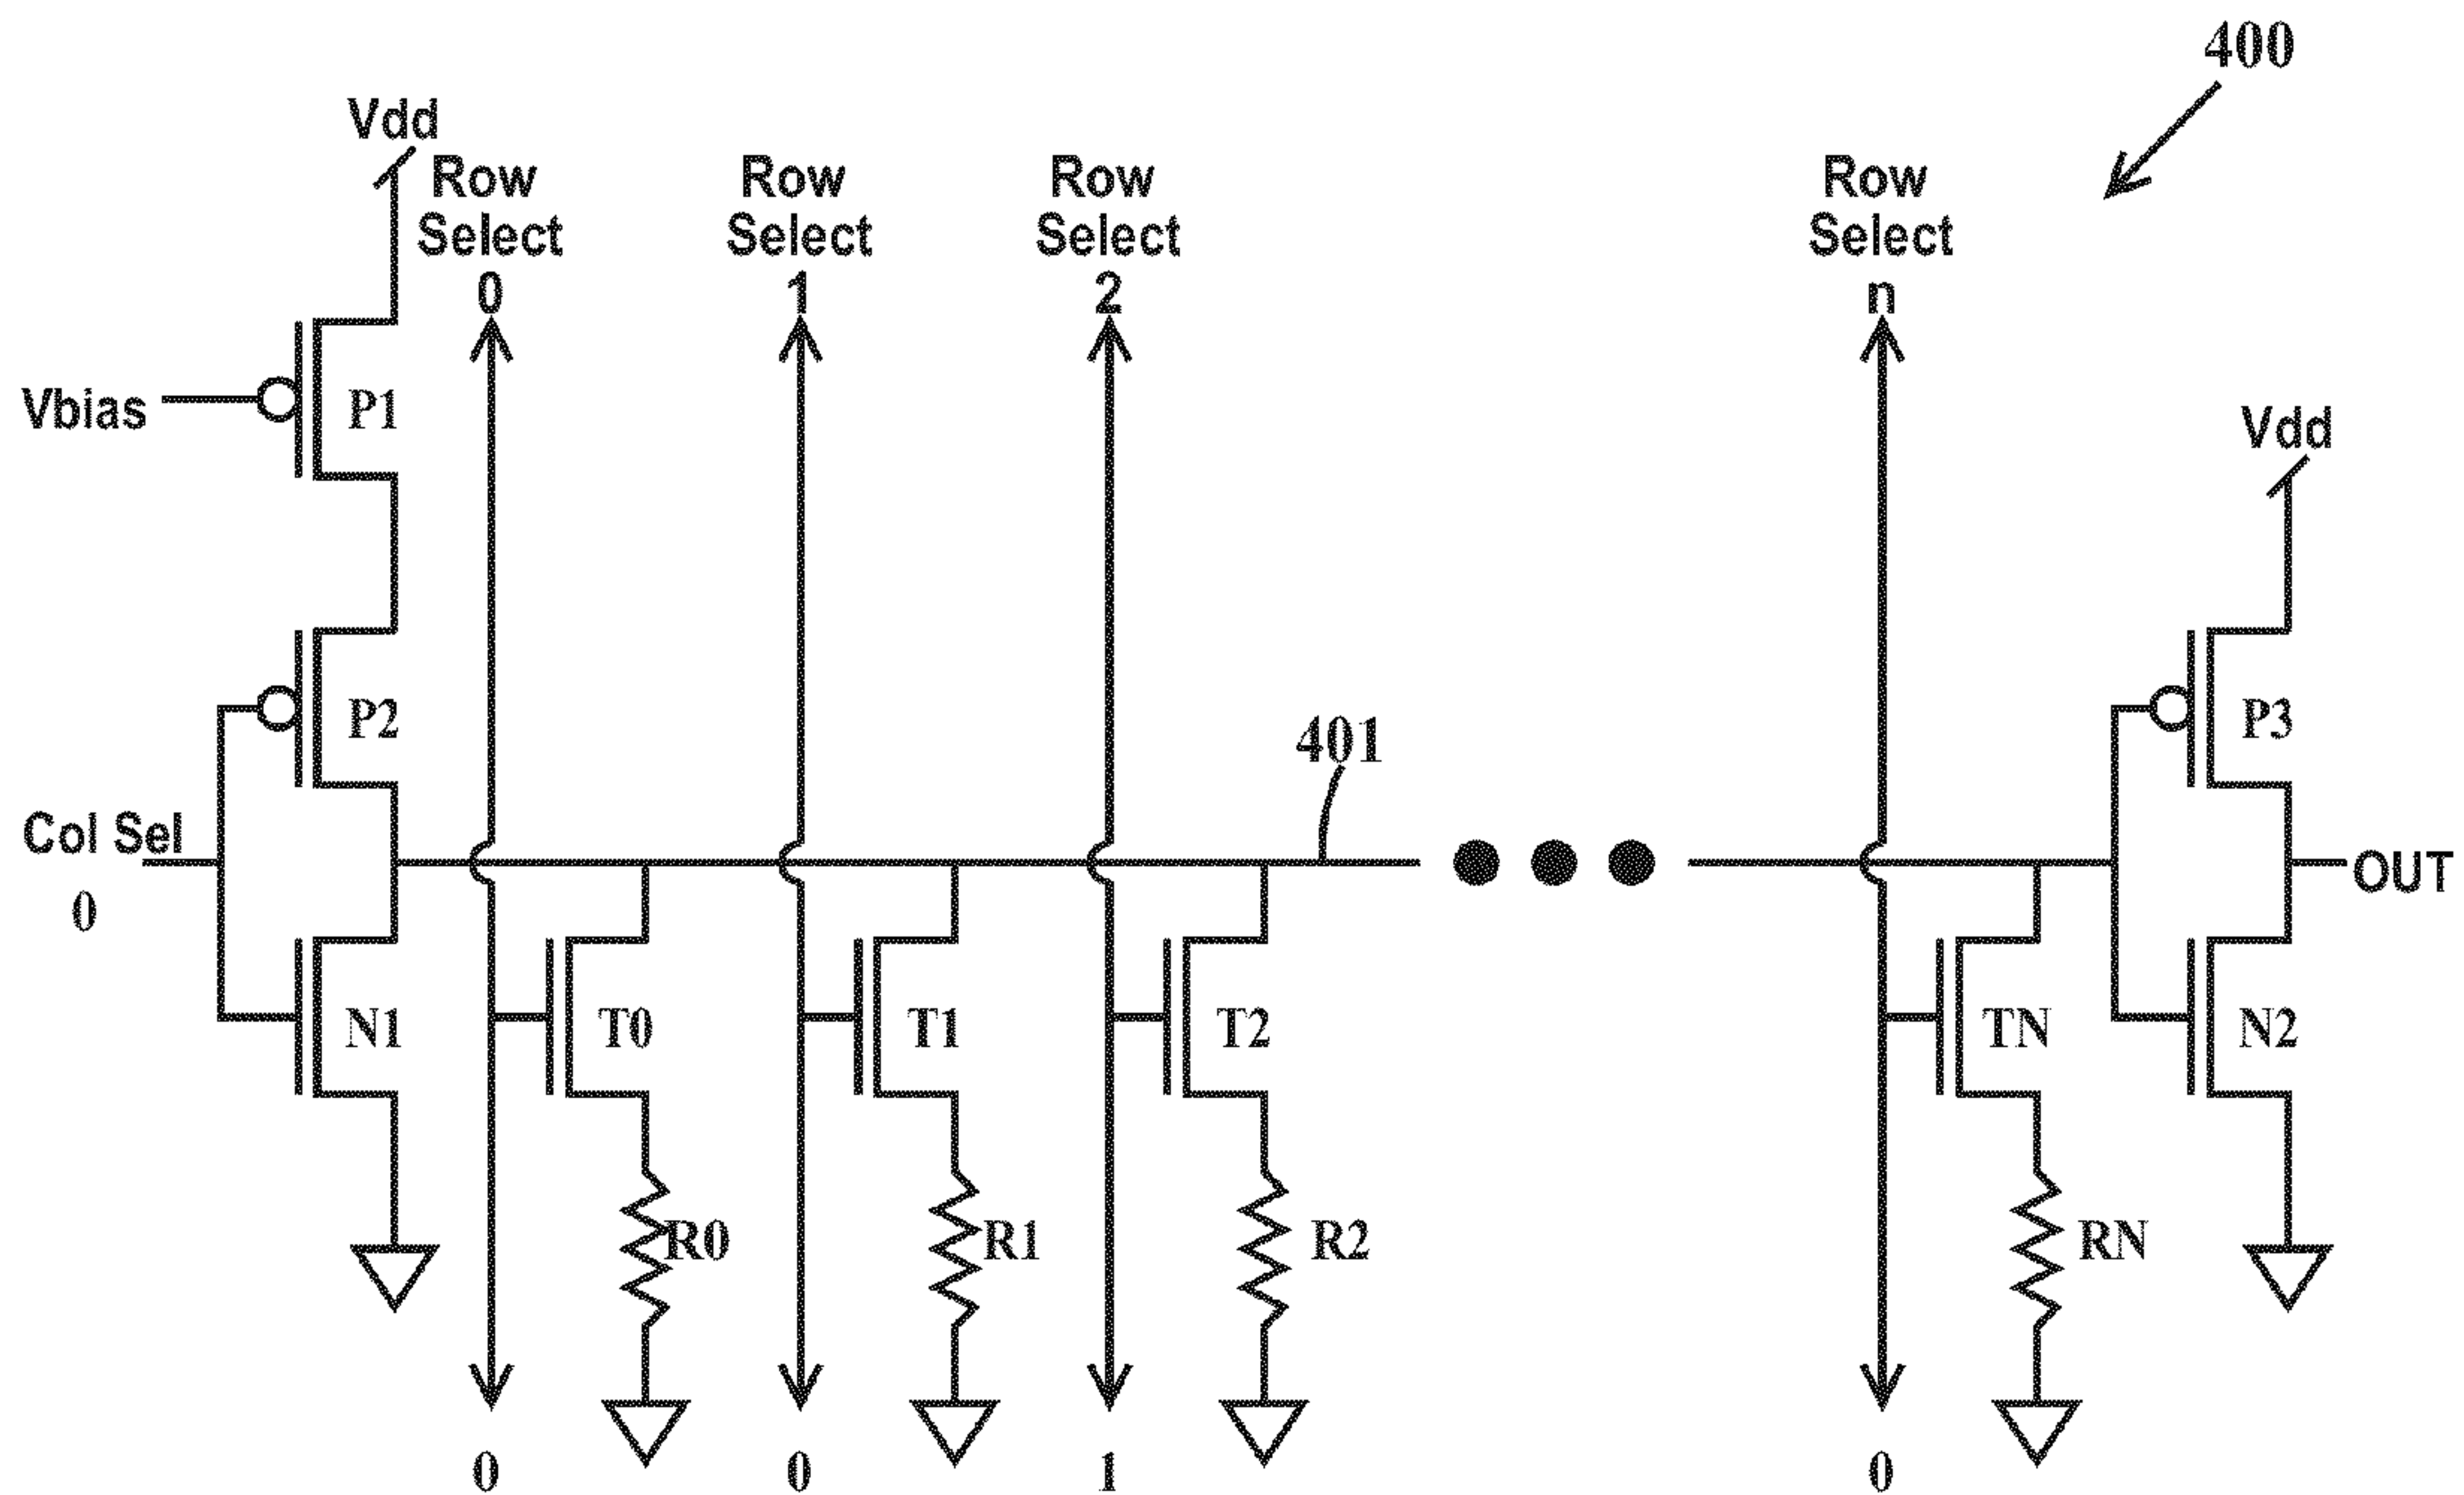 400
Vdd
Row Select 0
Row Select 1
Row Select 2
Row Select n
Vbias
P1
Vdd
P2
401
P3
Col Sel
0
OUT
N1
T0
T1
T2
TN
N2
R0
R1
R2
RN
0
0
1
0